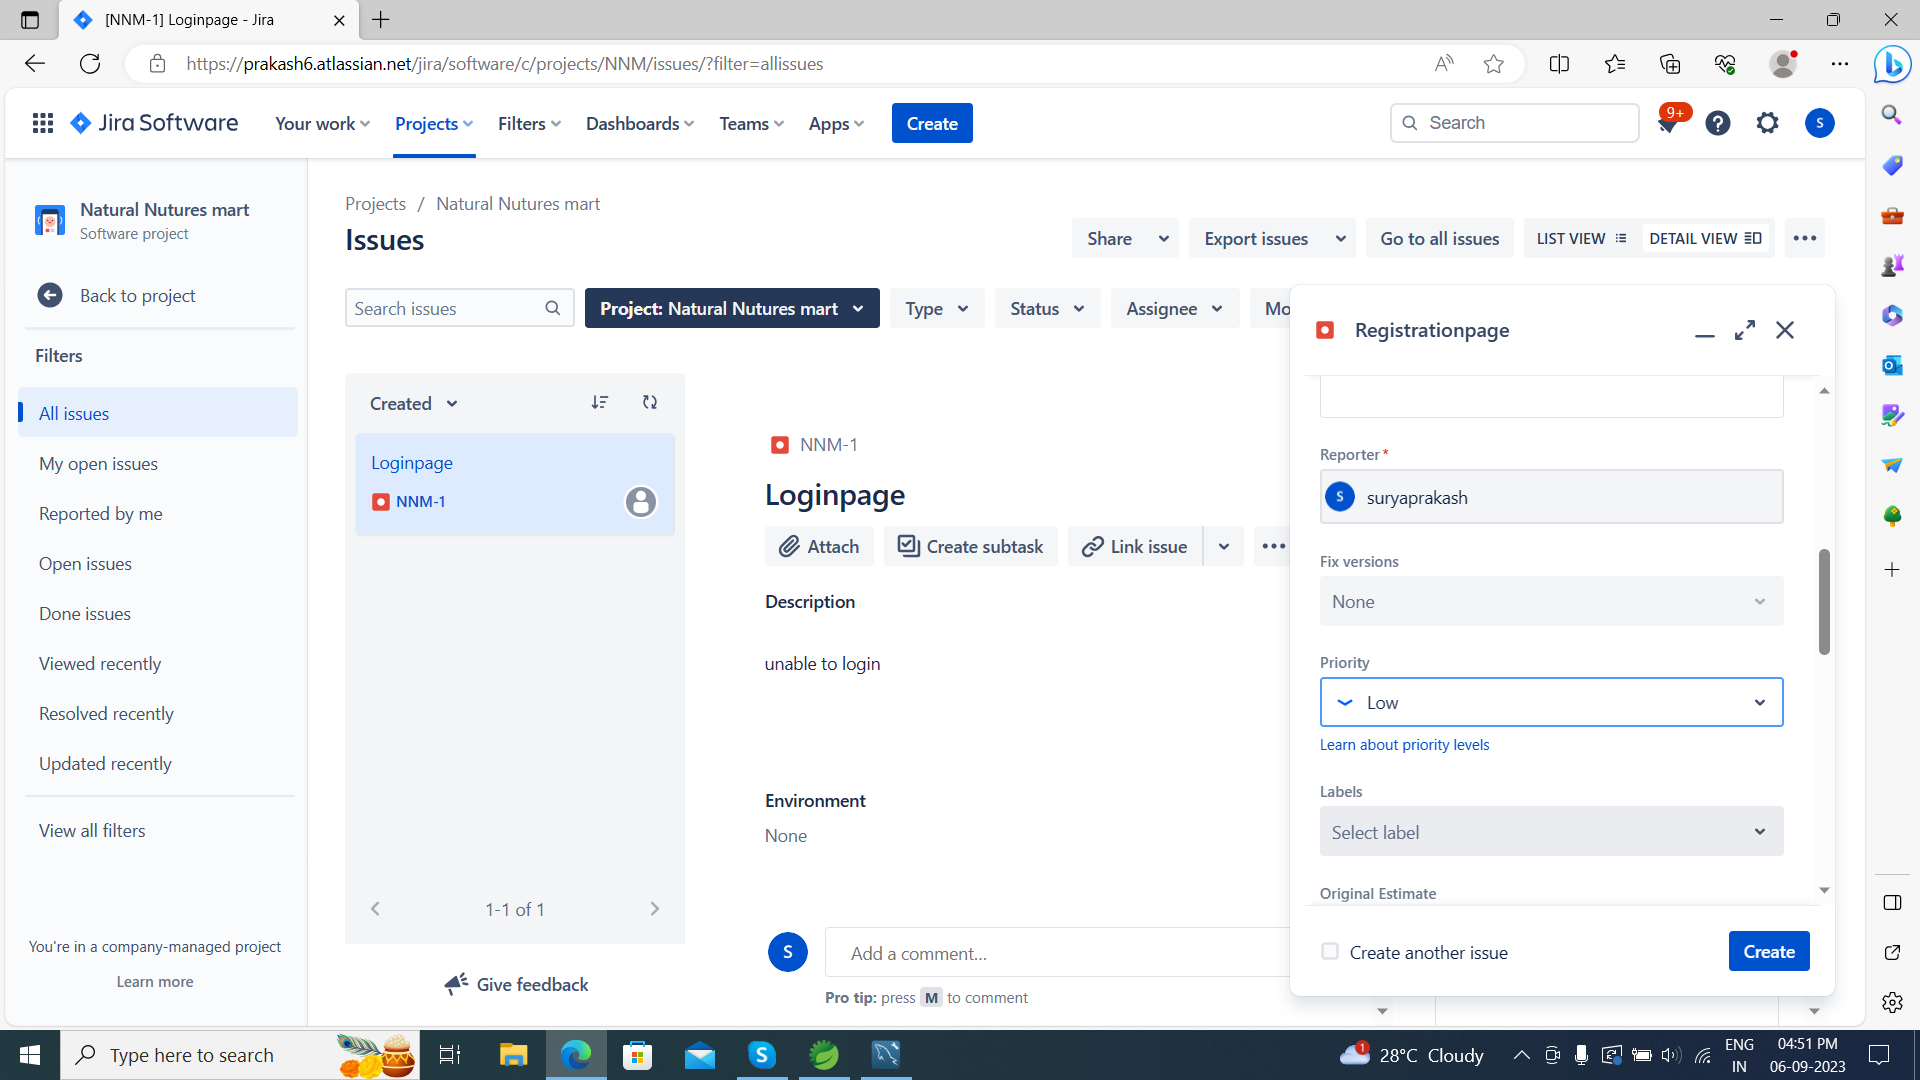 [NNM-1] Loginpage - Jira
https://prakash6.atlassian.net/jira/software/c/projects/NNM/issues/?filter=allissues
Jira Software
Your work
Projects
Filters
Dashboards
Teams
Apps
Create
Search
9+
S
Natural Nutures mart
Software project
Back to project
Filters
All issues
My open issues
Reported by me
Open issues
Done issues
Viewed recently
Resolved recently
Updated recently
View all filters
You're in a company-managed project
Learn more
Projects / Natural Nutures mart
Issues
Share
Export issues
Go to all issues
LIST VIEW
DETAIL VIEW
Search issues
Project: Natural Nutures mart
Type
Status
Assignee
Mo
Created
Loginpage
NNM-1
1-1 of 1
Give feedback
NNM-1
Loginpage
Attach
Create subtask
Link issue
Description
unable to login
Environment
None
S
Add a comment...
Pro tip: press M to comment
Registrationpage
Reporter*
S suryaprakash
Fix versions
None
Priority
Low
Learn about priority levels
Labels
Select label
Original Estimate
Create another issue
Create
Type here to search
1
28°C Cloudy
ENG
IN
04:51 PM
06-09-2023